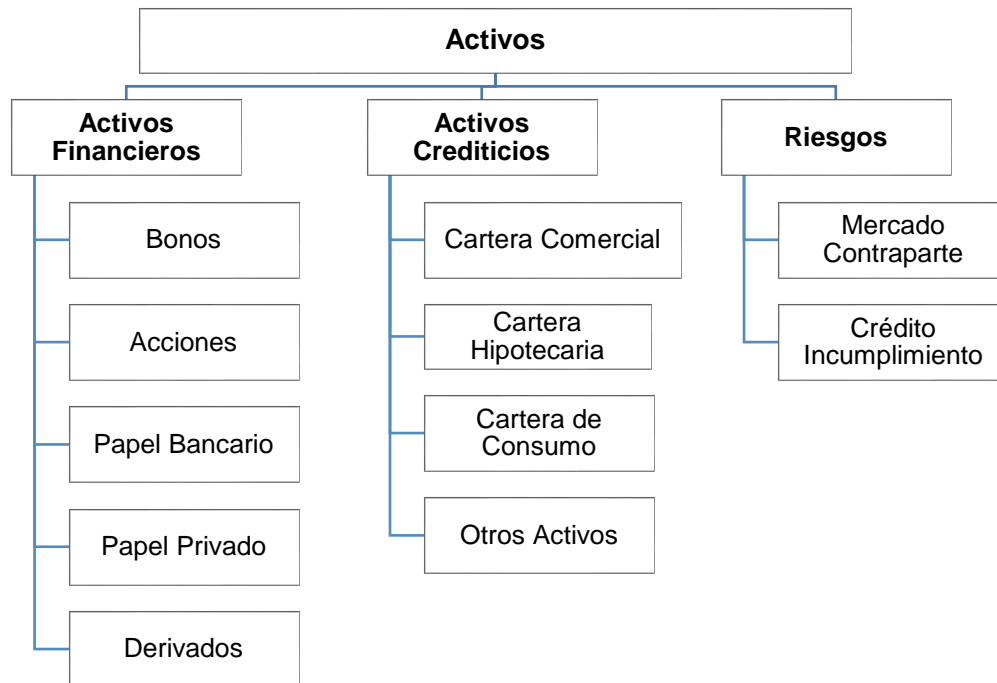 Activos
Activos
Financieros
Bonos
Acciones
Papel Bancario
Papel Privado
Derivados
Activos
Crediticios
Cartera Comercial
Cartera
Hipotecaria
Cartera de
Consumo
Otros Activos
Riesgos
Mercado
Contraparte
Crédito
Incumplimiento